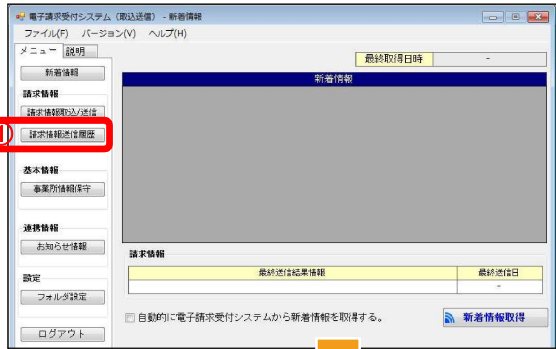 電子請求受付システム（取込送信） - 新着情報
ファイル(F) バージョン(V) ヘルプ(H)
メニュー 説明
最終取得日時 -
新着情報
新着情報
請求情報
請求情報取込/送信
① 請求情報送信履歴
基本情報
事業所情報保守
連携情報
お知らせ情報
請求情報
最終送信結果情報 最終送信日
-
設定
フォルダ設定
自動的に電子請求受付システムから新着情報を取得する。
新着情報取得
ログアウト